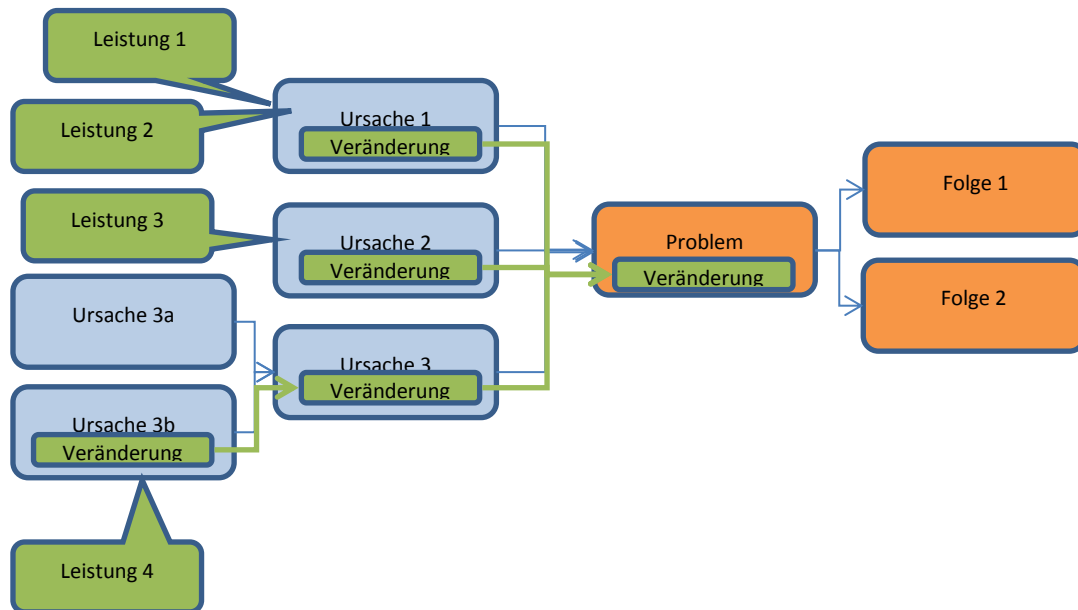 Leistung 1
Leistung 2
Ursache 1
Veränderung
Leistung 3
Ursache 2
Veränderung
Ursache 3a
Ursache 3
Veränderung
Ursache 3b
Veränderung
Leistung 4
Problem
Veränderung
Folge 1
Folge 2